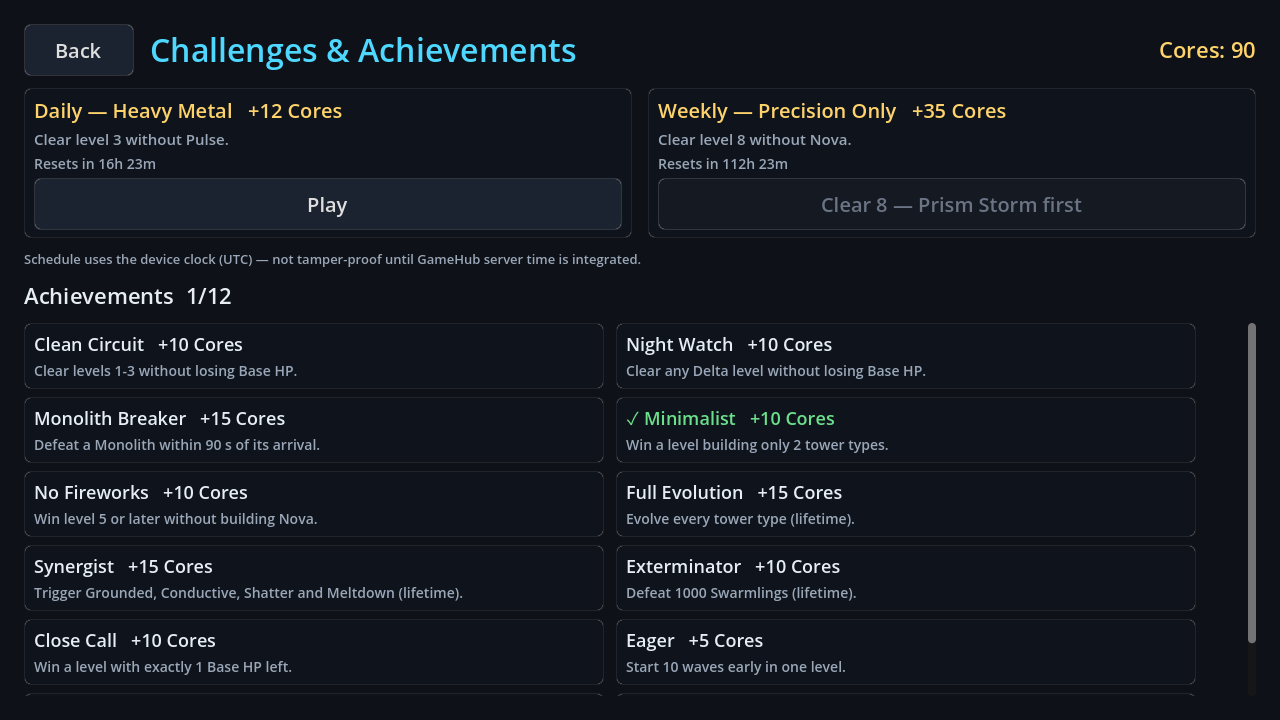 Back
Challenges & Achievements
Cores: 90
Daily — Heavy Metal +12 Cores
Clear level 3 without Pulse.
Resets in 16h 23m
Play
Weekly — Precision Only +35 Cores
Clear level 8 without Nova.
Resets in 112h 23m
Clear 8 — Prism Storm first
Schedule uses the device clock (UTC) — not tamper-proof until GameHub server time is integrated.
Achievements 1/12
Clean Circuit +10 Cores
Clear levels 1-3 without losing Base HP.
Night Watch +10 Cores
Clear any Delta level without losing Base HP.
Monolith Breaker +15 Cores
Defeat a Monolith within 90 s of its arrival.
✓ Minimalist +10 Cores
Win a level building only 2 tower types.
No Fireworks +10 Cores
Win level 5 or later without building Nova.
Full Evolution +15 Cores
Evolve every tower type (lifetime).
Synergist +15 Cores
Trigger Grounded, Conductive, Shatter and Meltdown (lifetime).
Exterminator +10 Cores
Defeat 1000 Swarmlings (lifetime).
Close Call +10 Cores
Win a level with exactly 1 Base HP left.
Eager +5 Cores
Start 10 waves early in one level.